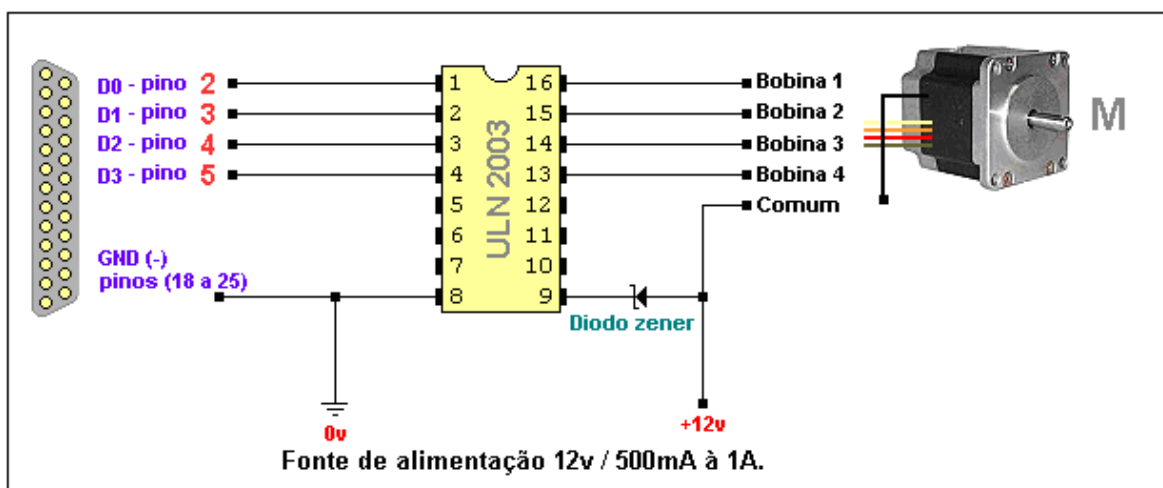 D0 - pino 2
D1 - pino 3
D2 - pino 4
D3 - pino 5
GND (-)
pinos (18 a 25)
ULN 2003
1 16
2 15
3 14
4 13
5 12
6 11
7 10
8 9
Bobina 1
Bobina 2
Bobina 3
Bobina 4
Comum
M
Diodo zener
0v
+12v
Fonte de alimentação 12v / 500mA à 1A.